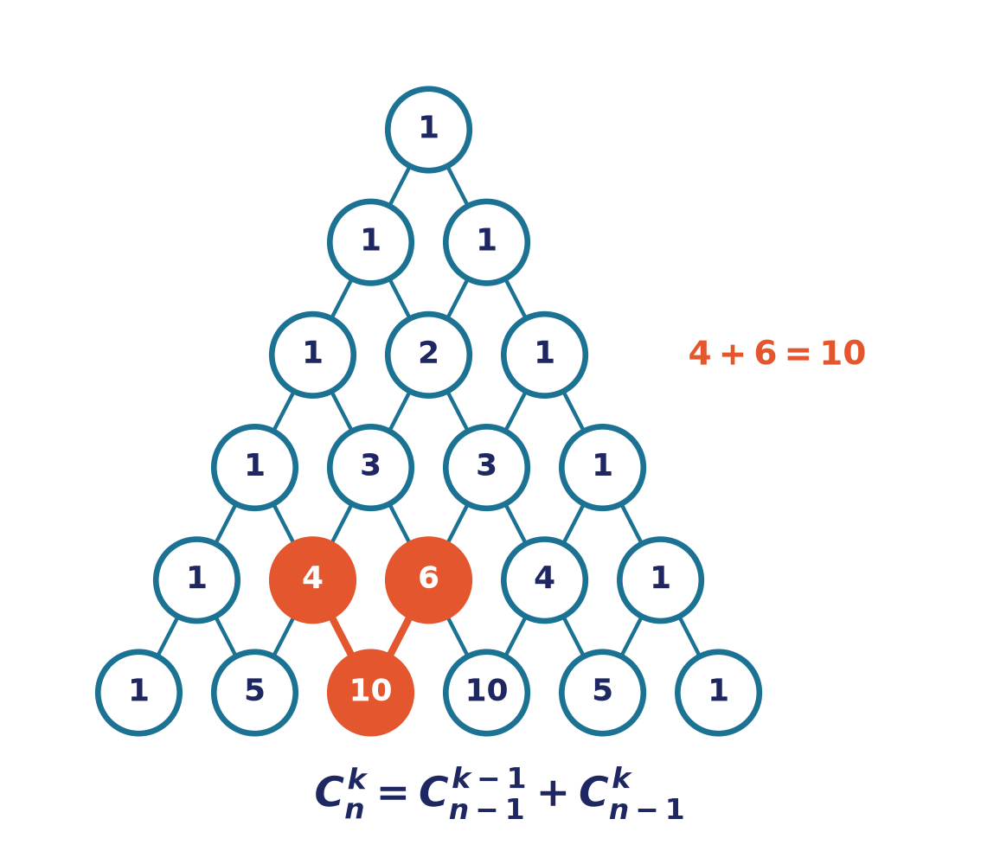 1
1 1
1 2 1
4 + 6 = 10
1 3 3 1
1 4 6 4 1
1 5 10 10 5 1
C_n^k = C_{n-1}^{k-1} + C_{n-1}^k